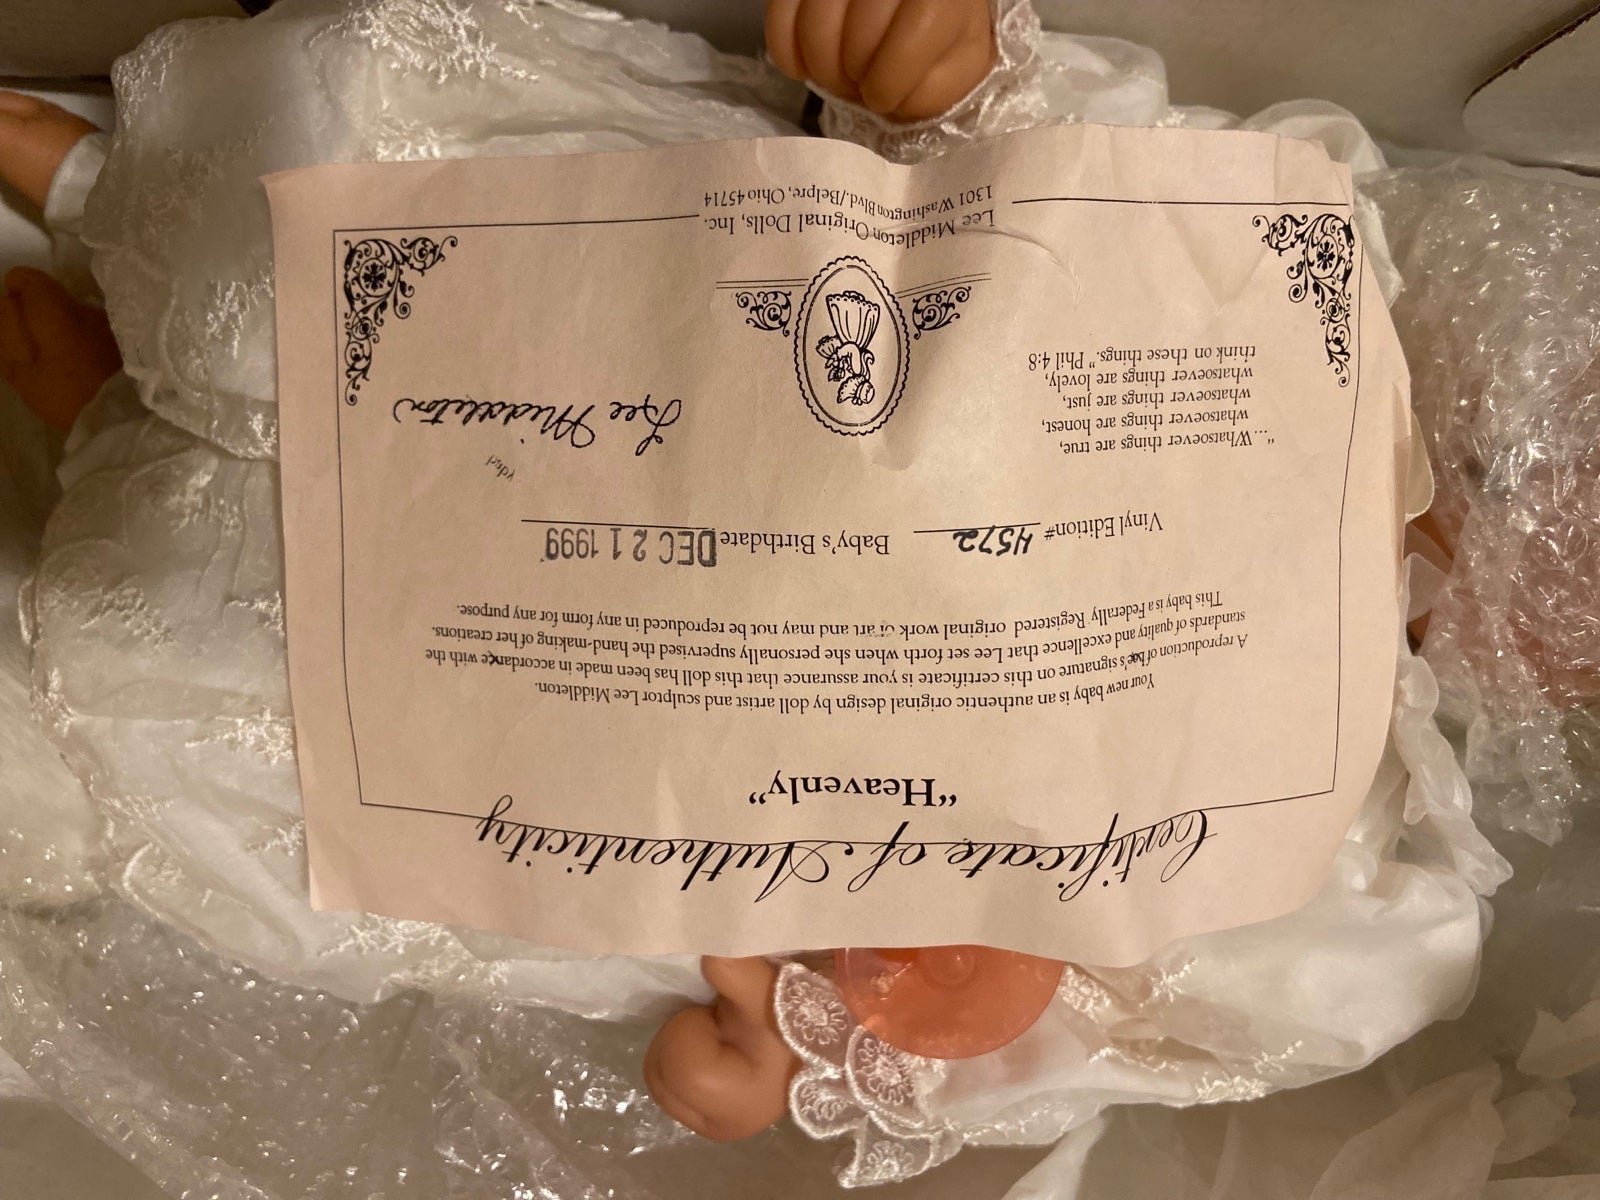 Certificate of Authenticity
“Heavenly”
Your new baby is an authentic original design by doll artist and sculptor Lee Middleton.
A reproduction of Lee's signature on this certificate is your assurance that this doll has been made in accordance with the
standards of quality and excellence that Lee set forth when she personally supervised the hand-making of her creations.
This baby is a Federally Registered original work of art and may not be reproduced in any form for any purpose.
Vinyl Edition# 4572 Baby's Birthdate DEC 21 1999
“...Whatsoever things are true,
whatsoever things are honest,
whatsoever things are just,
whatsoever things are lovely,
think on these things.” Phil 4:8
Lee Middleton
Lee Middleton Original Dolls, Inc.
1301 Washington Blvd./Belpre, Ohio 45714